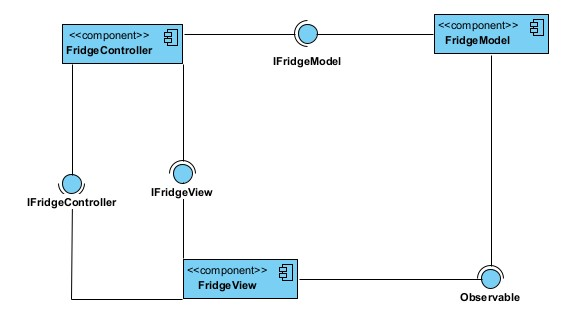 <<component>>
FridgeController
IFridgeModel
<<component>>
FridgeModel
IFridgeController
IFridgeView
<<component>>
FridgeView
Observable